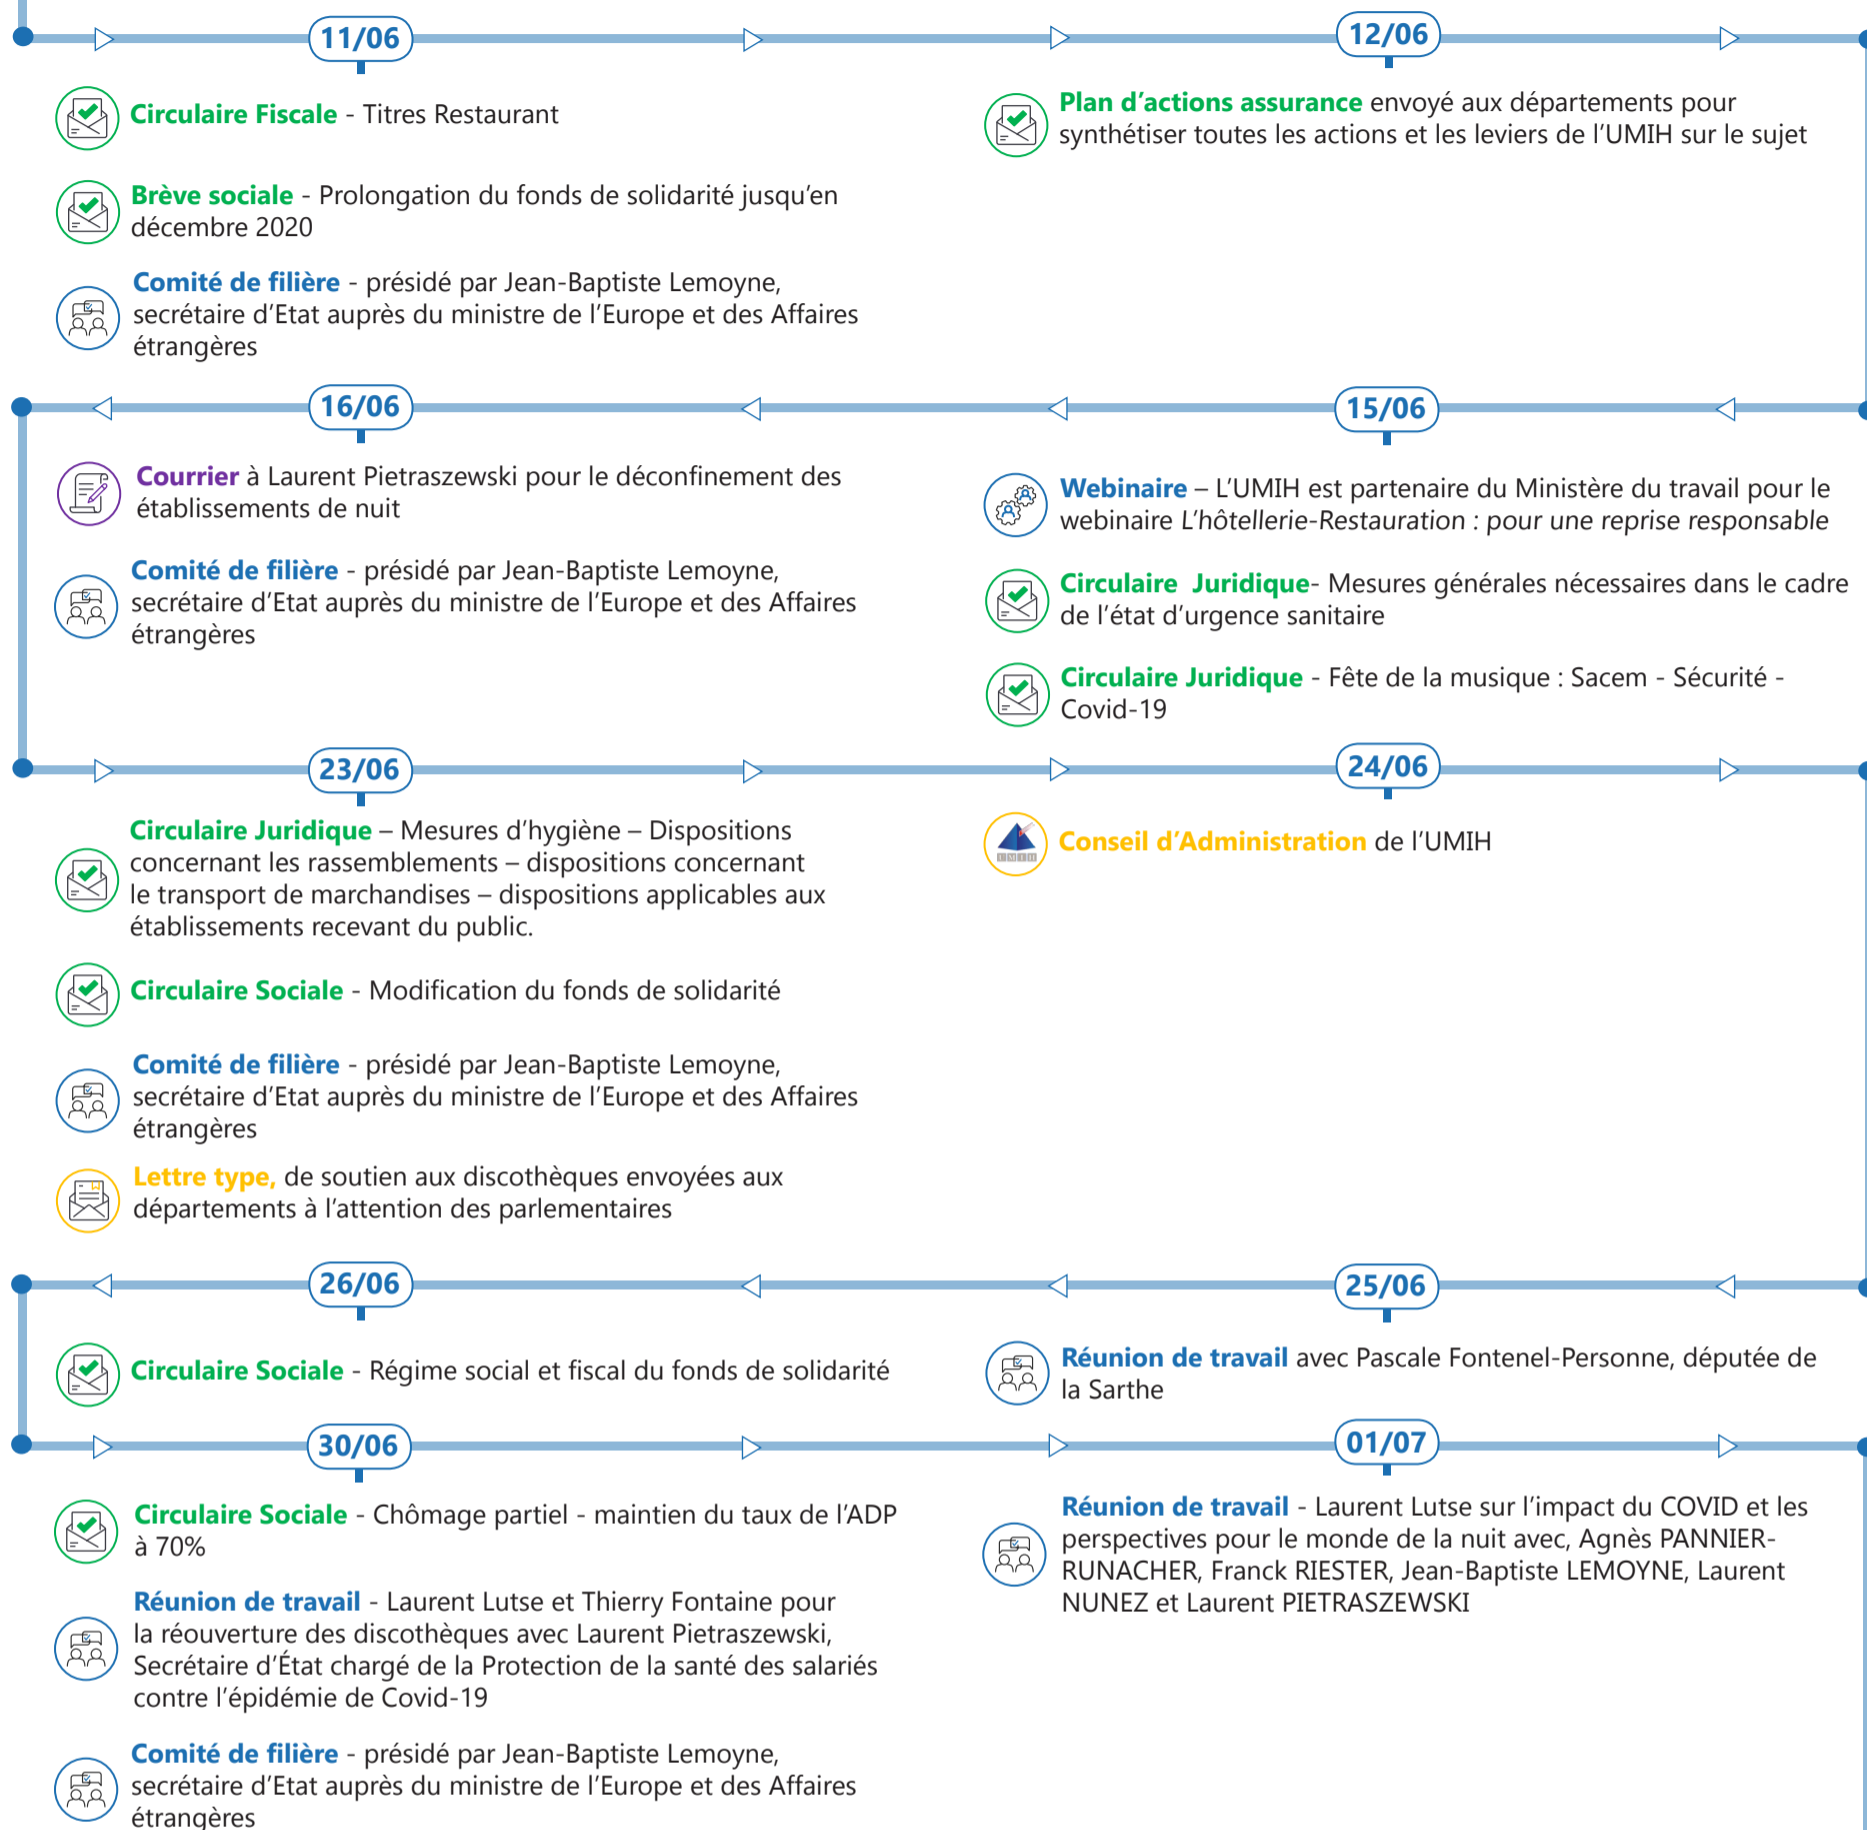 11/06
Circulaire Fiscale - Titres Restaurant
Brève sociale - Prolongation du fonds de solidarité jusqu'en
décembre 2020
Comité de filière - présidé par Jean-Baptiste Lemoyne,
secrétaire d'Etat auprès du ministre de l'Europe et des Affaires
étrangères
12/06
Plan d'actions assurance envoyé aux départements pour
synthétiser toutes les actions et les leviers de l'UMIH sur le sujet
15/06
Webinaire – L'UMIH est partenaire du Ministère du travail pour le
webinaire L'hôtellerie-Restauration : pour une reprise responsable
Circulaire  Juridique- Mesures générales nécessaires dans le cadre
de l'état d'urgence sanitaire
Circulaire Juridique - Fête de la musique : Sacem - Sécurité -
Covid-19
16/06
Courrier à Laurent Pietraszewski pour le déconfinement des
établissements de nuit
Comité de filière - présidé par Jean-Baptiste Lemoyne,
secrétaire d'Etat auprès du ministre de l'Europe et des Affaires
étrangères
23/06
Circulaire Juridique – Mesures d'hygiène – Dispositions
concernant les rassemblements – dispositions concernant
le transport de marchandises – dispositions applicables aux
établissements recevant du public.
Circulaire Sociale - Modification du fonds de solidarité
Comité de filière - présidé par Jean-Baptiste Lemoyne,
secrétaire d'Etat auprès du ministre de l'Europe et des Affaires
étrangères
Lettre type, de soutien aux discothèques envoyées aux
départements à l'attention des parlementaires
24/06
UMIH
Conseil d'Administration de l'UMIH
25/06
Réunion de travail avec Pascale Fontenel-Personne, députée de
la Sarthe
26/06
Circulaire Sociale - Régime social et fiscal du fonds de solidarité
30/06
Circulaire Sociale - Chômage partiel - maintien du taux de l'ADP
à 70%
Réunion de travail - Laurent Lutse et Thierry Fontaine pour
la réouverture des discothèques avec Laurent Pietraszewski,
Secrétaire d'État chargé de la Protection de la santé des salariés
contre l'épidémie de Covid-19
Comité de filière - présidé par Jean-Baptiste Lemoyne,
secrétaire d'Etat auprès du ministre de l'Europe et des Affaires
étrangères
01/07
Réunion de travail - Laurent Lutse sur l'impact du COVID et les
perspectives pour le monde de la nuit avec, Agnès PANNIER-
RUNACHER, Franck RIESTER, Jean-Baptiste LEMOYNE, Laurent
NUNEZ et Laurent PIETRASZEWSKI